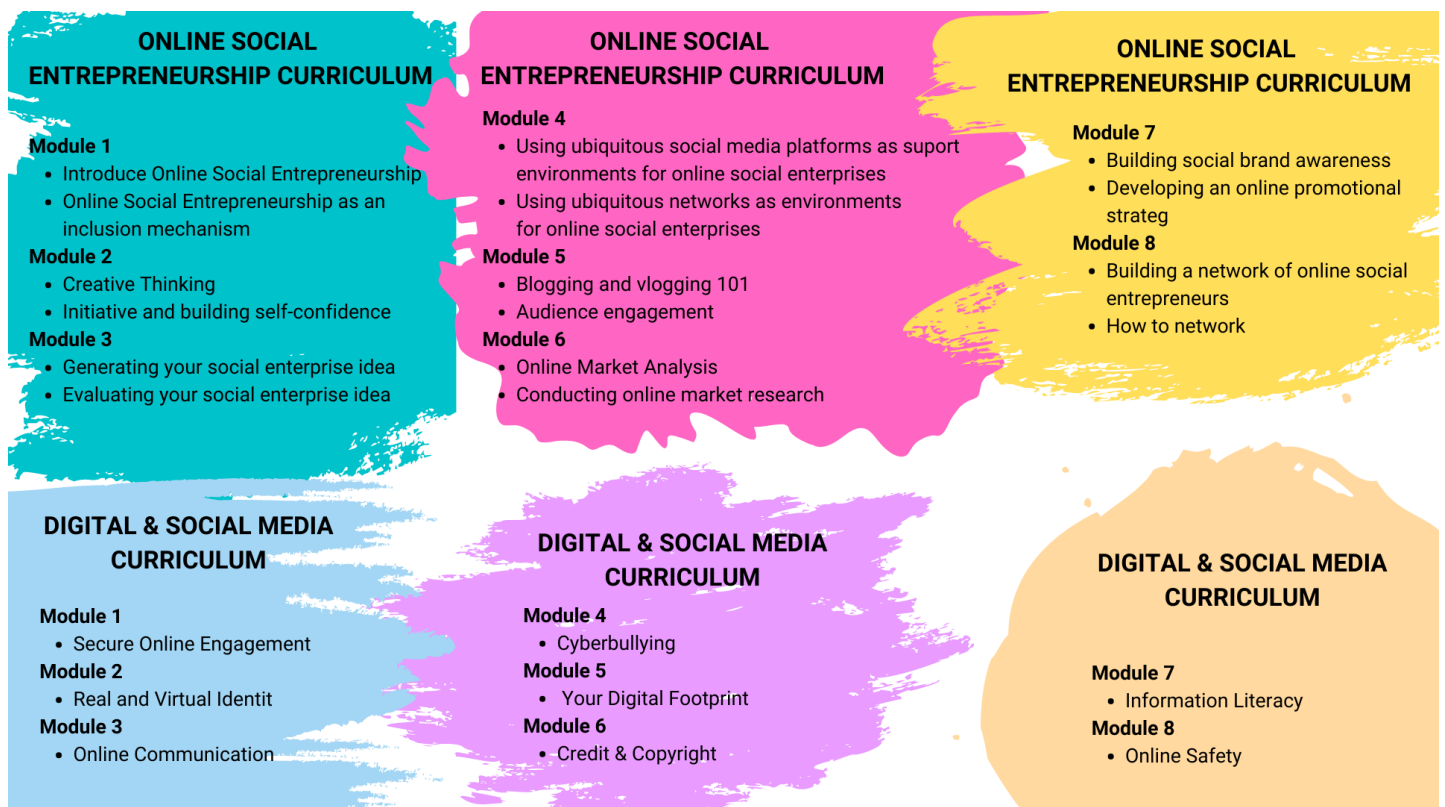 ONLINE SOCIAL
ENTREPRENEURSHIP CURRICULUM
Module 1
• Introduce Online Social Entrepreneurship
• Online Social Entrepreneurship as an
inclusion mechanism
Module 2
• Creative Thinking
• Initiative and building self-confidence
Module 3
• Generating your social enterprise idea
• Evaluating your social enterprise idea
ONLINE SOCIAL
ENTREPRENEURSHIP CURRICULUM
Module 4
• Using ubiquitous social media platforms as suport
environments for online social enterprises
• Using ubiquitous networks as environments
for online social enterprises
Module 5
• Blogging and vlogging 101
• Audience engagement
Module 6
• Online Market Analysis
• Conducting online market research
ONLINE SOCIAL
ENTREPRENEURSHIP CURRICULUM
Module 7
• Building social brand awareness
• Developing an online promotional
strateg
Module 8
• Building a network of online social
entrepreneurs
• How to network
DIGITAL & SOCIAL MEDIA
CURRICULUM
Module 1
• Secure Online Engagement
Module 2
• Real and Virtual Identit
Module 3
• Online Communication
DIGITAL & SOCIAL MEDIA
CURRICULUM
Module 4
• Cyberbullying
Module 5
• Your Digital Footprint
Module 6
• Credit & Copyright
DIGITAL & SOCIAL MEDIA
CURRICULUM
Module 7
• Information Literacy
Module 8
• Online Safety